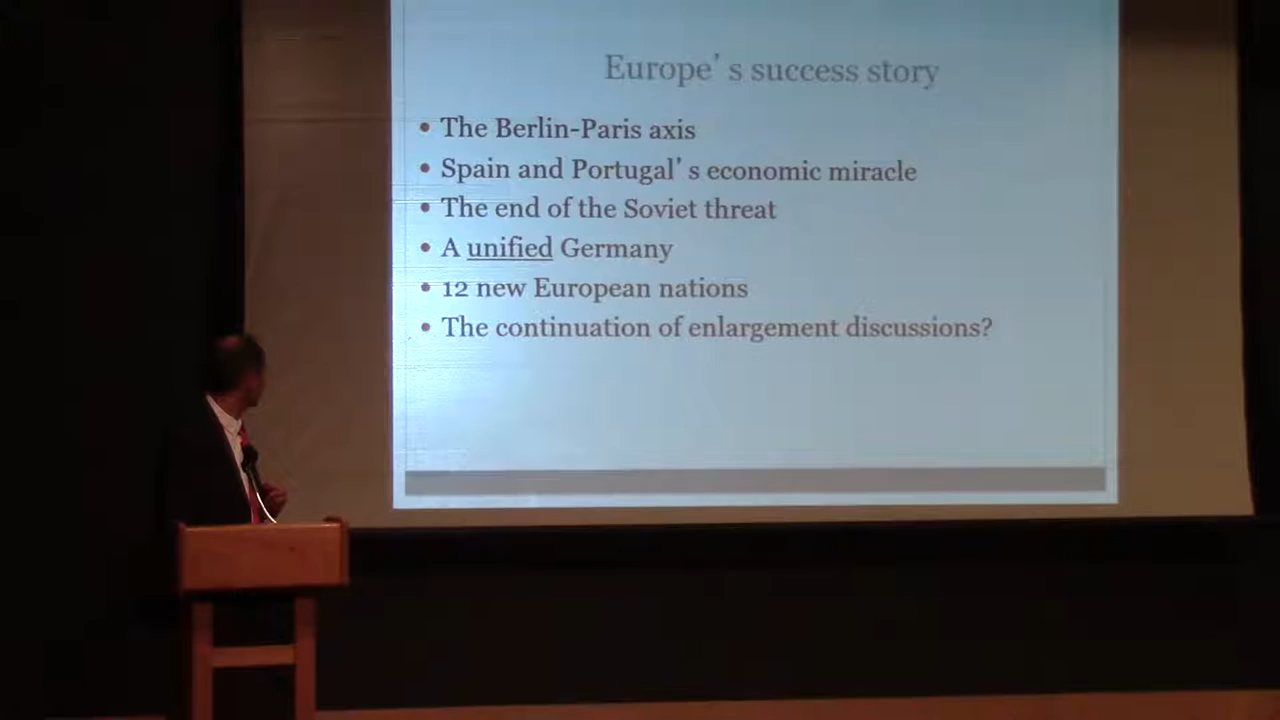 Europe’ s success story
• The Berlin-Paris axis
• Spain and Portugal’ s economic miracle
• The end of the Soviet threat
• A unified Germany
• 12 new European nations
• The continuation of enlargement discussions?